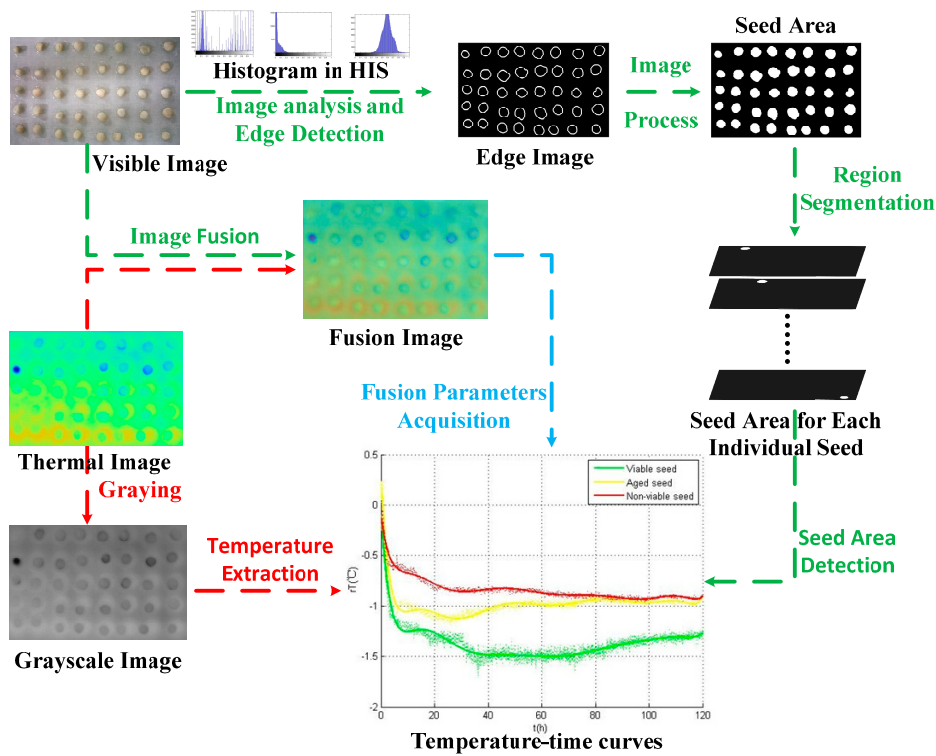 Histogram in HIS
Image analysis and
Edge Detection
Visible Image
Edge Image
Image
Process
Seed Area
Region
Segmentation
Image Fusion
Fusion Image
Thermal Image
Graying
Fusion Parameters
Acquisition
Seed Area for Each
Individual Seed
Temperature
Extraction
Seed Area
Detection
Grayscale Image
0.5
0
-0.5
-1
-1.5
-2
rT(℃)
Viable seed
Aged seed
Non-viable seed
0
20
40
60
80
100
120
t(h)
Temperature-time curves